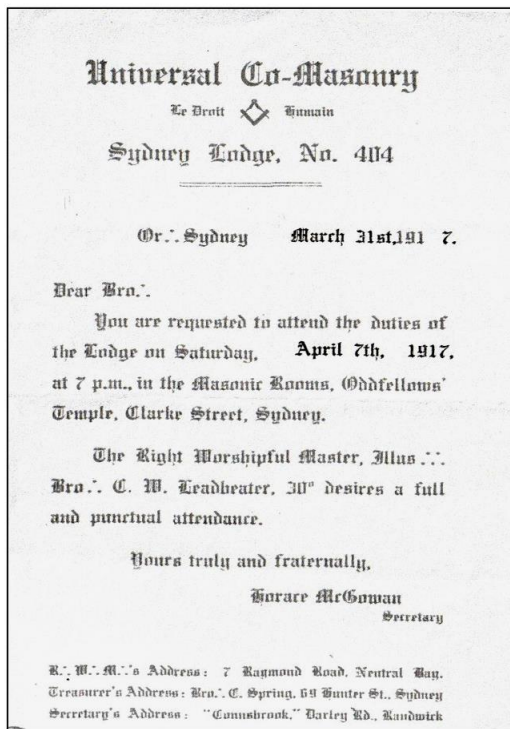 Universal Co-Masonry
Le Droit Humain
Sydney Lodge, No. 404
Or∴ Sydney March 31st,191 7.
Dear Bro∴
You are requested to attend the duties of
the Lodge on Saturday, April 7th, 1917,
at 7 p.m., in the Masonic Rooms, Oddfellows'
Temple, Clarke Street, Sydney.
The Right Worshipful Master, Illus∴
Bro∴ C. W. Leadbeater, 30° desires a full
and punctual attendance.
Yours truly and fraternally,
Horace McGowan
Secretary
R∴ W∴ M∴'s Address: 7 Raymond Road, Neutral Bay.
Treasurer's Address: Bro∴ C. Spring, 69 Hunter St., Sydney
Secretary's Address: "Connsbrook," Darley Rd., Randwick